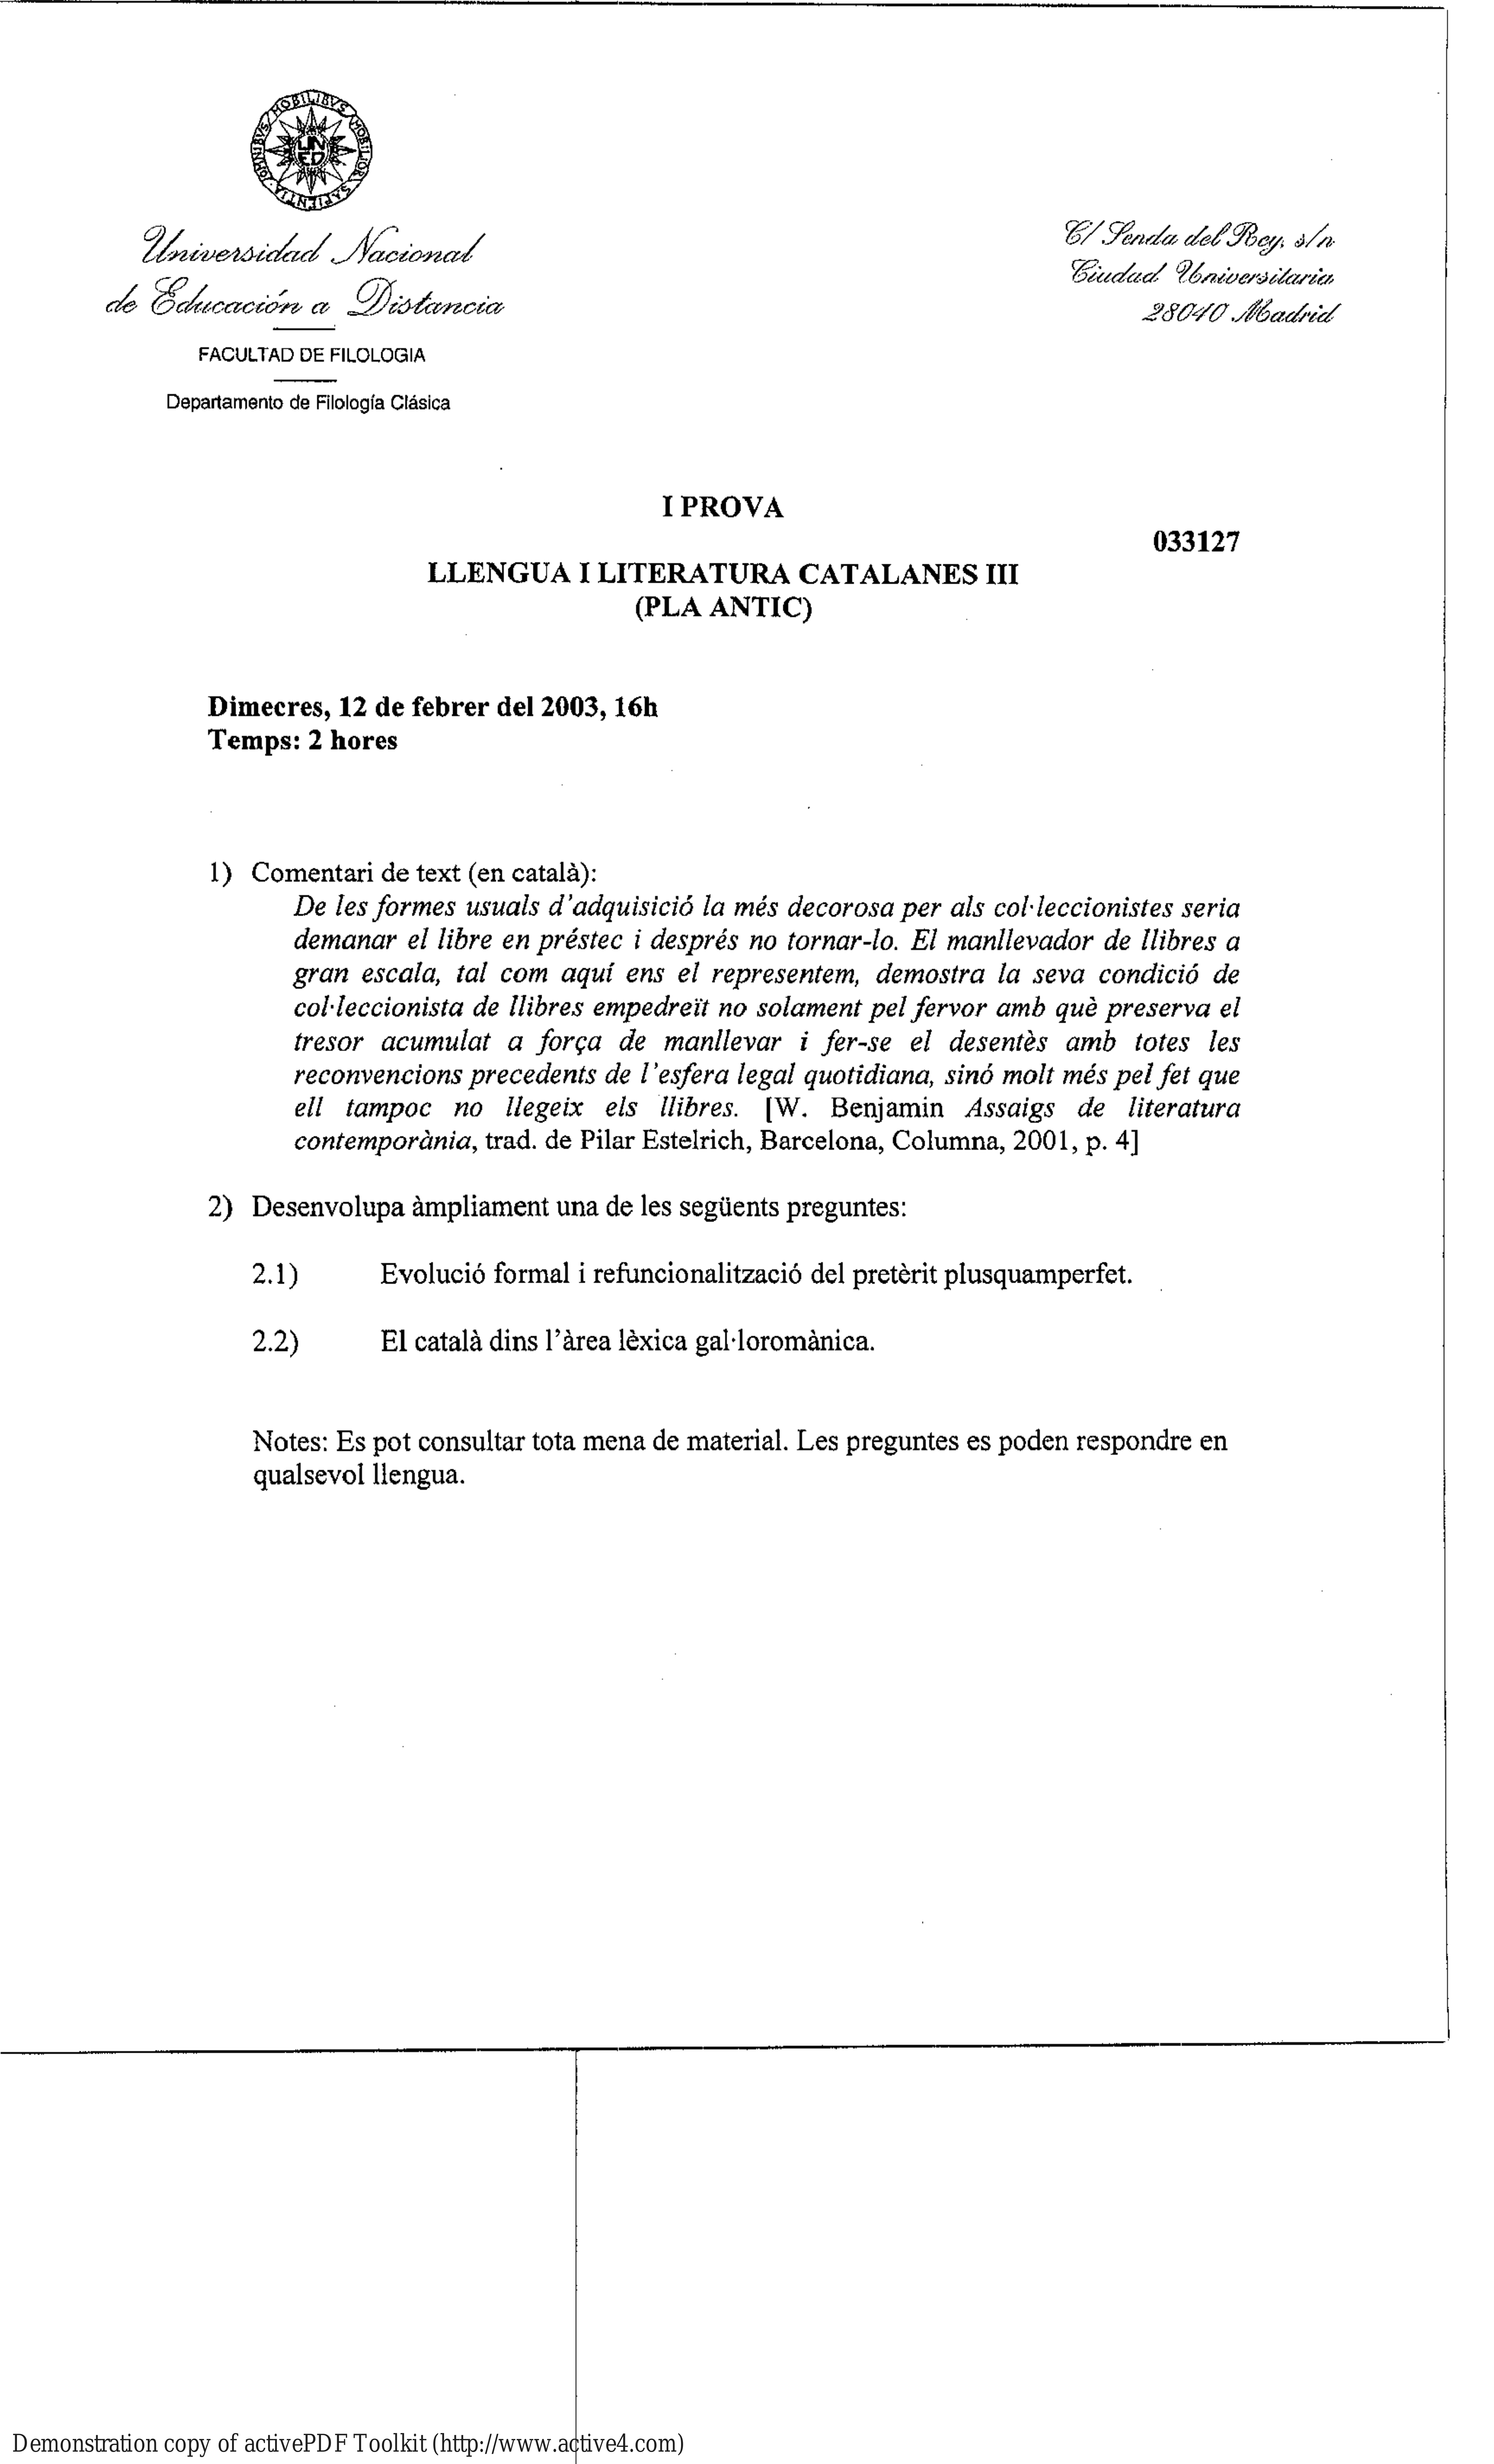 OMNIBVS MOBILIBVS MOBILIOR SAPIENTIA
UN
ED
Universidad Nacional
de Educación a Distancia
FACULTAD DE FILOLOGIA
Departamento de Filología Clásica
C/ Senda del Rey, s/n
Ciudad Universitaria
28040 Madrid
I PROVA
033127
LLENGUA I LITERATURA CATALANES III
(PLA ANTIC)
Dimecres, 12 de febrer del 2003, 16h
Temps: 2 hores
1) Comentari de text (en català):
De les formes usuals d'adquisició la més decorosa per als col·leccionistes seria
demanar el libre en préstec i després no tornar-lo. El manllevador de llibres a
gran escala, tal com aquí ens el representem, demostra la seva condició de
col·leccionista de llibres empedreït no solament pel fervor amb què preserva el
tresor acumulat a força de manllevar i fer-se el desentès amb totes les
reconvencions precedents de l'esfera legal quotidiana, sinó molt més pel fet que
ell tampoc no llegeix els llibres. [W. Benjamin Assaigs de literatura
contemporània, trad. de Pilar Estelrich, Barcelona, Columna, 2001, p. 4]
2) Desenvolupa àmpliament una de les següents preguntes:
2.1) Evolució formal i refuncionalització del pretèrit plusquamperfet.
2.2) El català dins l'àrea lèxica gal·loromànica.
Notes: Es pot consultar tota mena de material. Les preguntes es poden respondre en
qualsevol llengua.
Demonstration copy of activePDF Toolkit (http://www.active4.com)